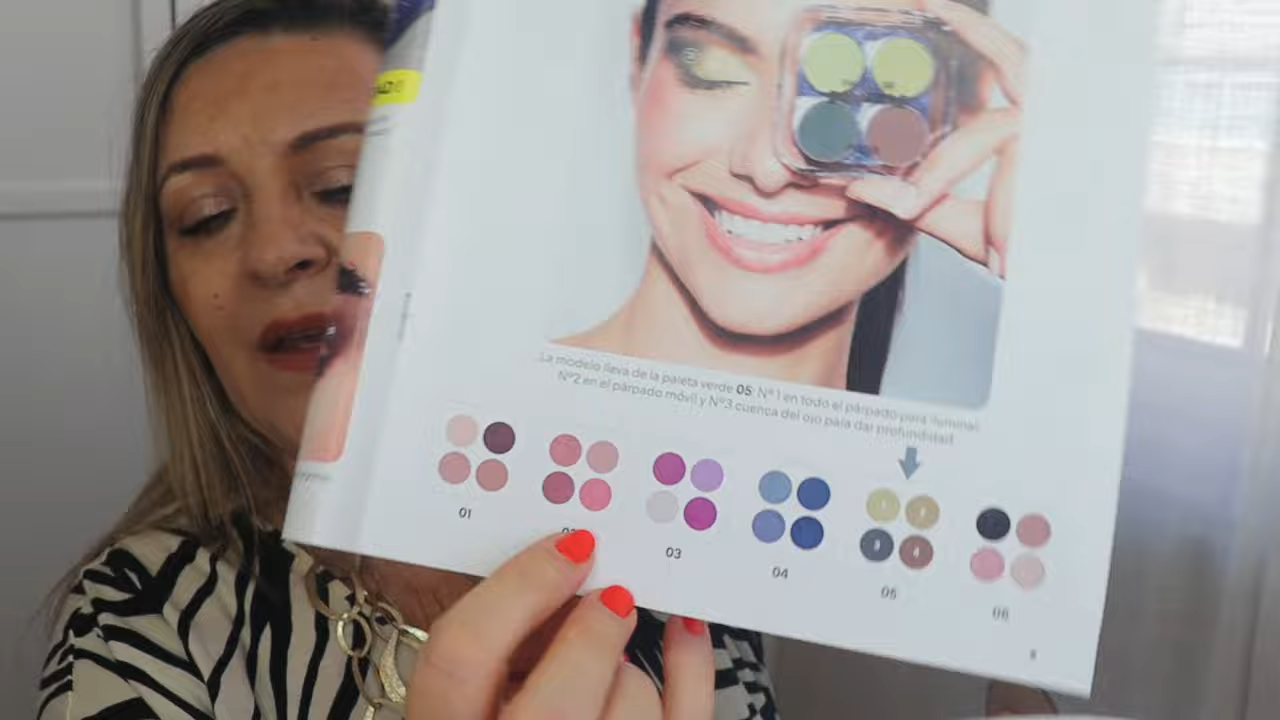 La modelo lleva de la paleta verde 05: Nº1 en todo el párpado para iluminar,
Nº2 en el párpado móvil y Nº3 cuenca del ojo para dar profundidad.
01
03
04
05
06